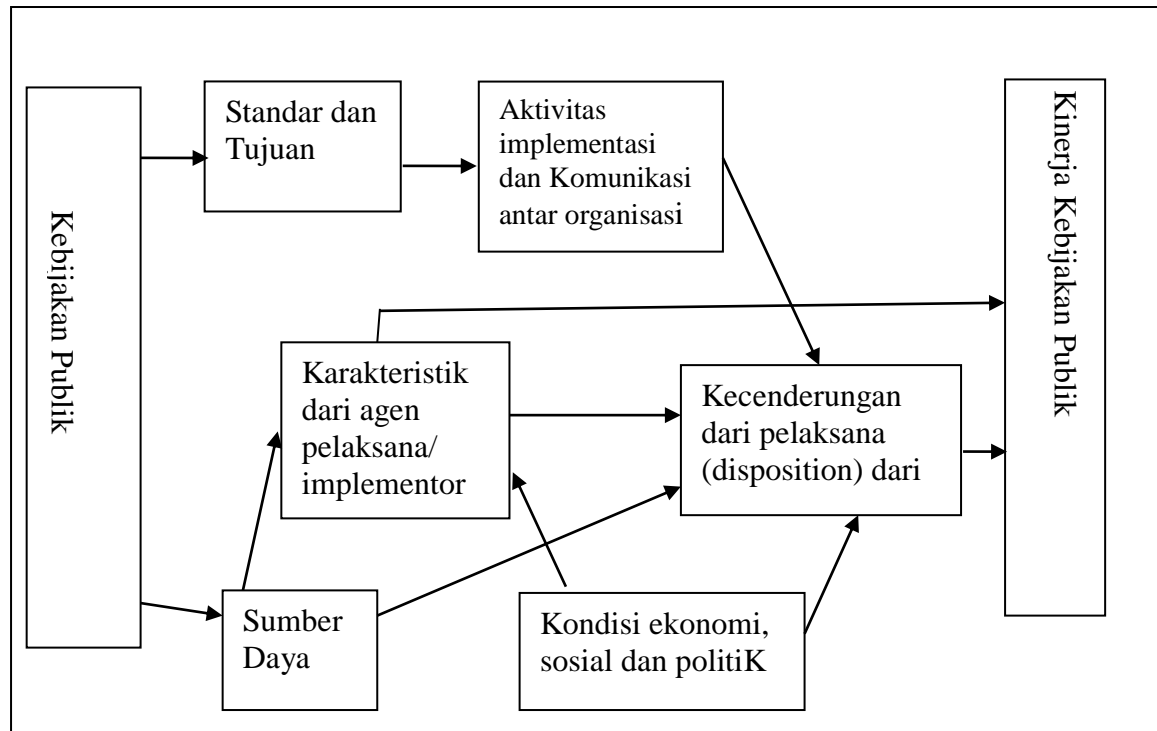 Kebijakan Publik
Standar dan
Tujuan
Aktivitas
implementasi
dan Komunikasi
antar organisasi
Kinerja Kebijakan Publik
Karakteristik
dari agen
pelaksana/
implementor
Kecenderungan
dari pelaksana
(disposition) dari
Sumber
Daya
Kondisi ekonomi,
sosial dan politiK